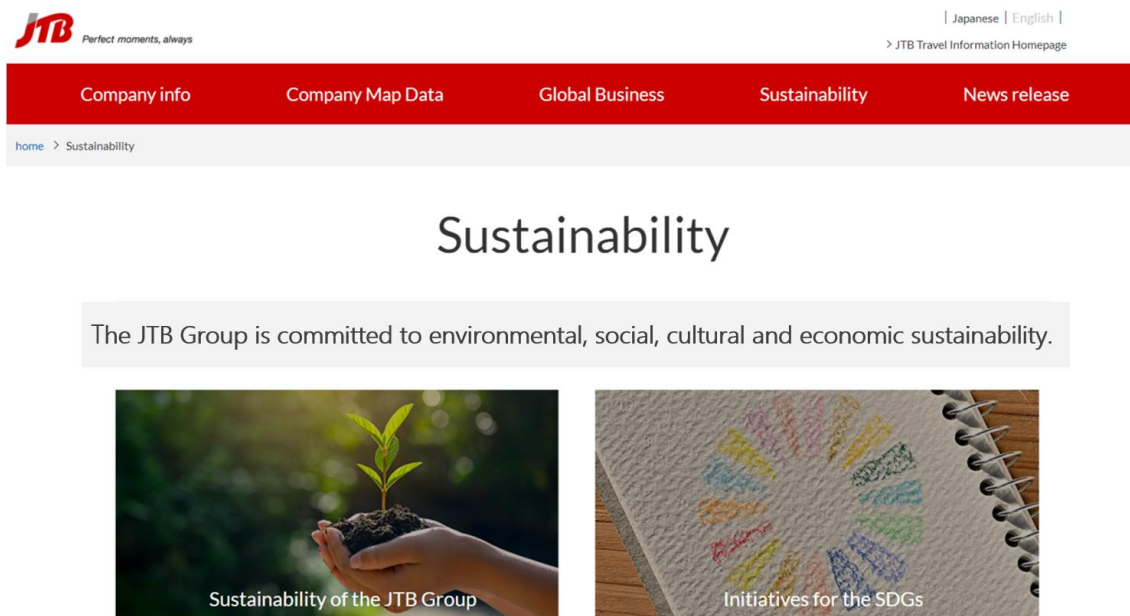 JTB Perfect moments, always
| Japanese | English |
> JTB Travel Information Homepage
Company info Company Map Data Global Business Sustainability News release
home > Sustainability
Sustainability
The JTB Group is committed to environmental, social, cultural and economic sustainability.
Sustainability of the JTB Group Initiatives for the SDGs